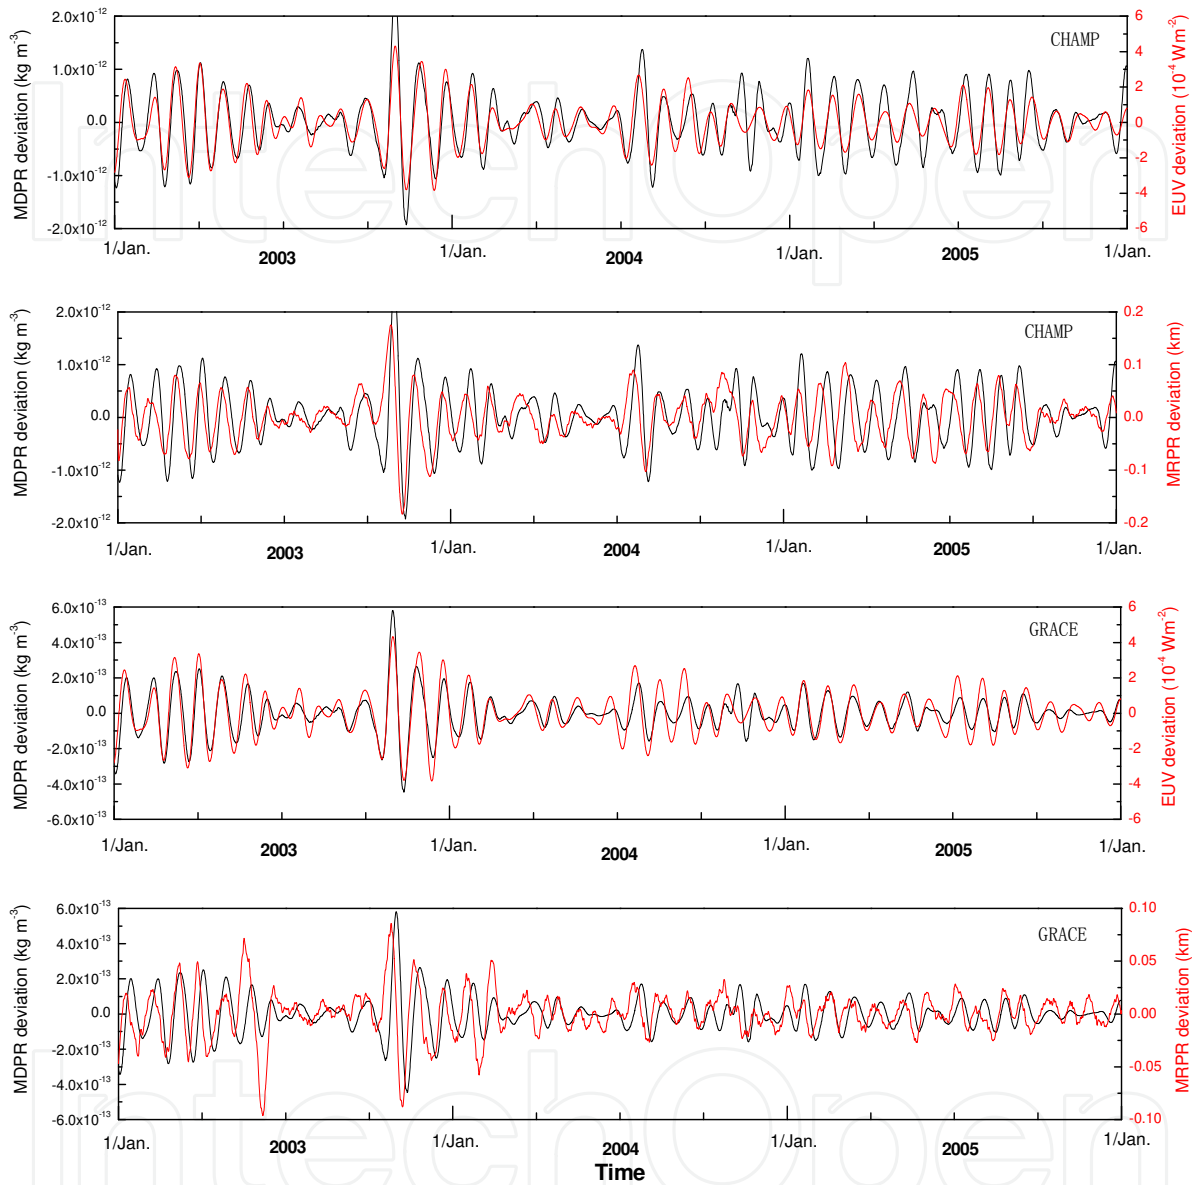 MDPR deviation (kg m-3)
2.0x10-12
1.0x10-12
0.0
-1.0x10-12
-2.0x10-12
CHAMP
6
4
2
0
-2
-4
-6
EUV deviation (10-4 Wm-2)
1/Jan. 1/Jan. 1/Jan. 1/Jan.
2003 2004 2005
MDPR deviation (kg m-3)
2.0x10-12
1.0x10-12
0.0
-1.0x10-12
-2.0x10-12
CHAMP
0.2
0.1
0.0
-0.1
-0.2
MRPR deviation (km)
1/Jan. 1/Jan. 1/Jan. 1/Jan.
2003 2004 2005
MDPR deviation (kg m-3)
6.0x10-13
4.0x10-13
2.0x10-13
0.0
-2.0x10-13
-4.0x10-13
-6.0x10-13
GRACE
6
4
2
0
-2
-4
-6
EUV deviation (10-4 Wm-2)
1/Jan. 1/Jan. 1/Jan. 1/Jan.
2003 2004 2005
MDPR deviation (kg m-3)
6.0x10-13
4.0x10-13
2.0x10-13
0.0
-2.0x10-13
-4.0x10-13
-6.0x10-13
GRACE
0.10
0.05
0.00
-0.05
-0.10
MRPR deviation (km)
1/Jan. 1/Jan. 1/Jan. 1/Jan.
2003 2004 2005
Time
IntechOpen
IntechOpen